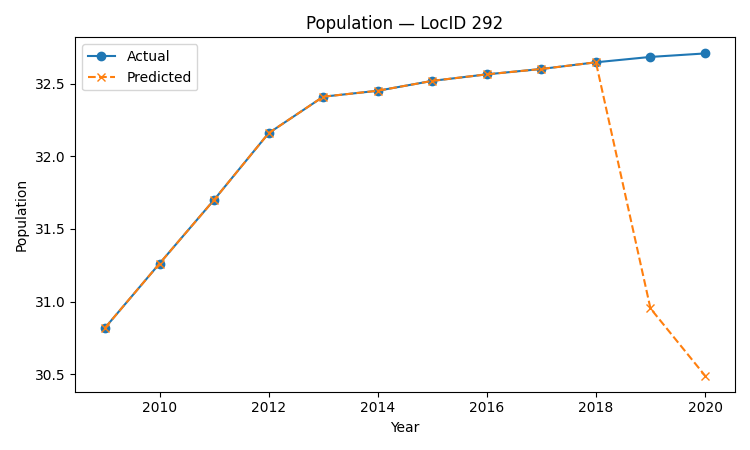 Population — LocID 292
Actual
Predicted
Population
32.5
32.0
31.5
31.0
30.5
2010 2012 2014 2016 2018 2020
Year